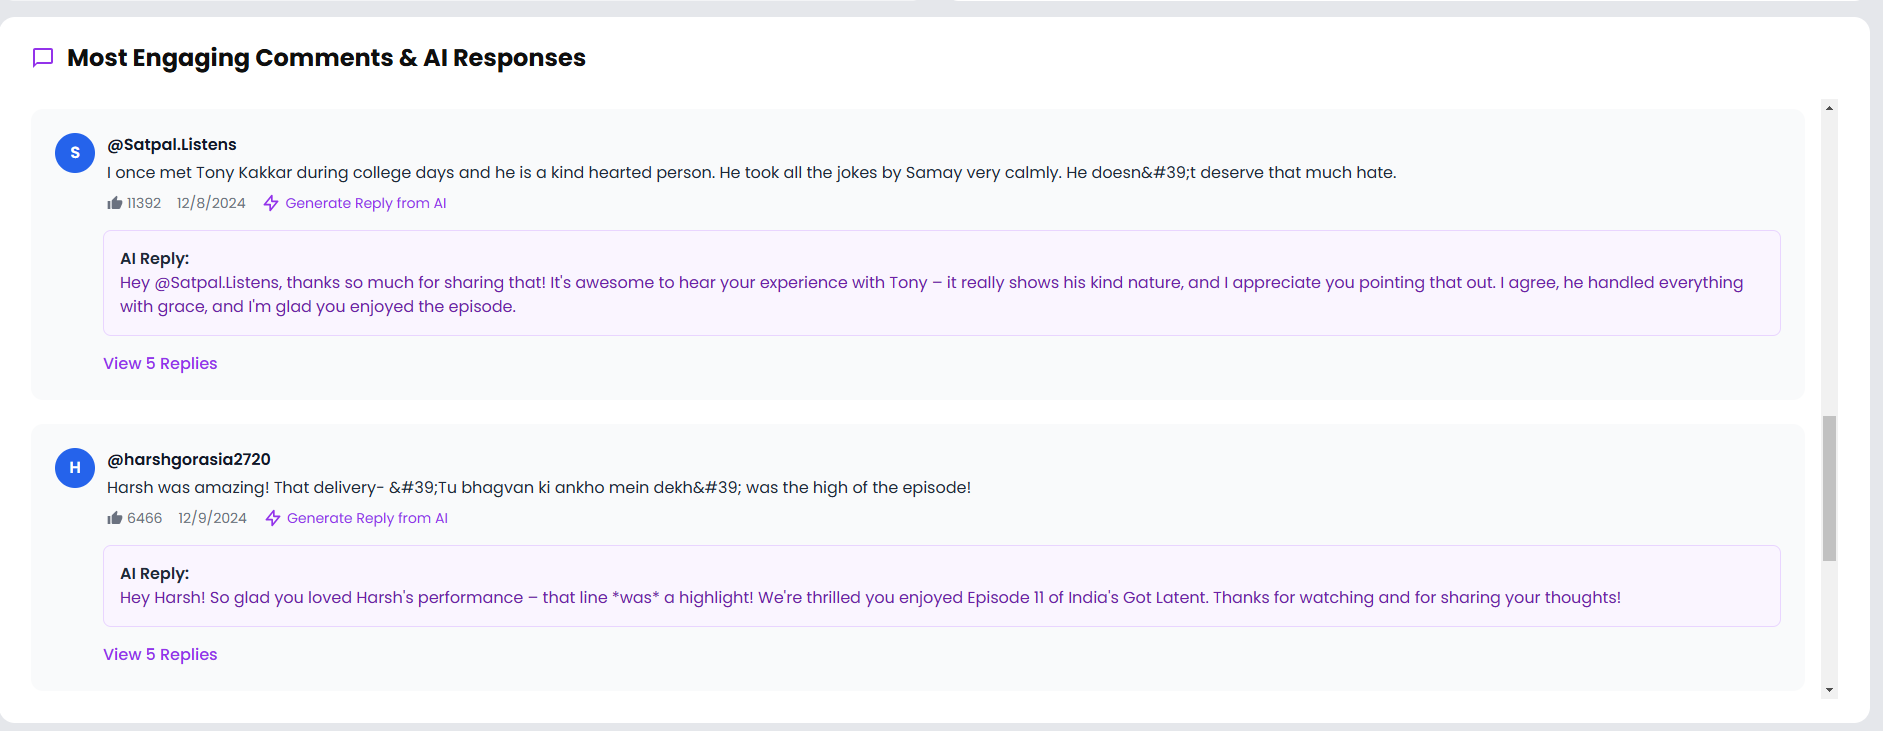 Most Engaging Comments & AI Responses
S
@Satpal.Listens
I once met Tony Kakkar during college days and he is a kind hearted person. He took all the jokes by Samay very calmly. He doesn&#39;t deserve that much hate.
11392 12/8/2024 Generate Reply from AI
AI Reply:
Hey @Satpal.Listens, thanks so much for sharing that! It's awesome to hear your experience with Tony – it really shows his kind nature, and I appreciate you pointing that out. I agree, he handled everything
with grace, and I'm glad you enjoyed the episode.
View 5 Replies
H
@harshgorasia2720
Harsh was amazing! That delivery- &#39;Tu bhagvan ki ankho mein dekh&#39; was the high of the episode!
6466 12/9/2024 Generate Reply from AI
AI Reply:
Hey Harsh! So glad you loved Harsh's performance – that line *was* a highlight! We're thrilled you enjoyed Episode 11 of India's Got Latent. Thanks for watching and for sharing your thoughts!
View 5 Replies